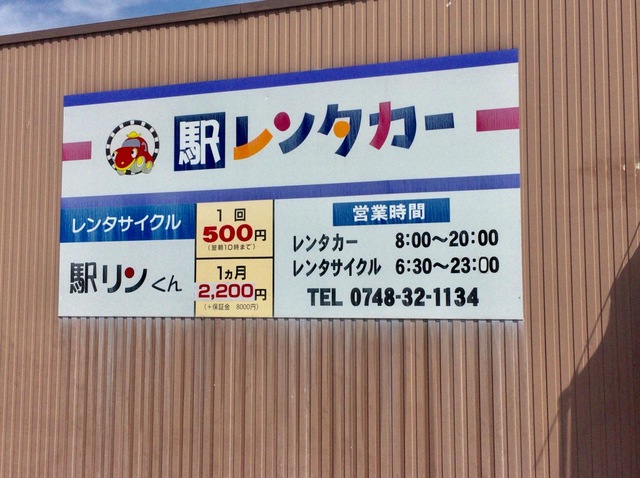 駅レンタカー
レンタサイクル
駅リンくん
1回
500円
(翌朝10時まで)
1ヵ月
2,200円
(+保証金 8000円)
営業時間
レンタカー 8:00〜20:00
レンタサイクル 6:30〜23:00
TEL 0748-32-1134